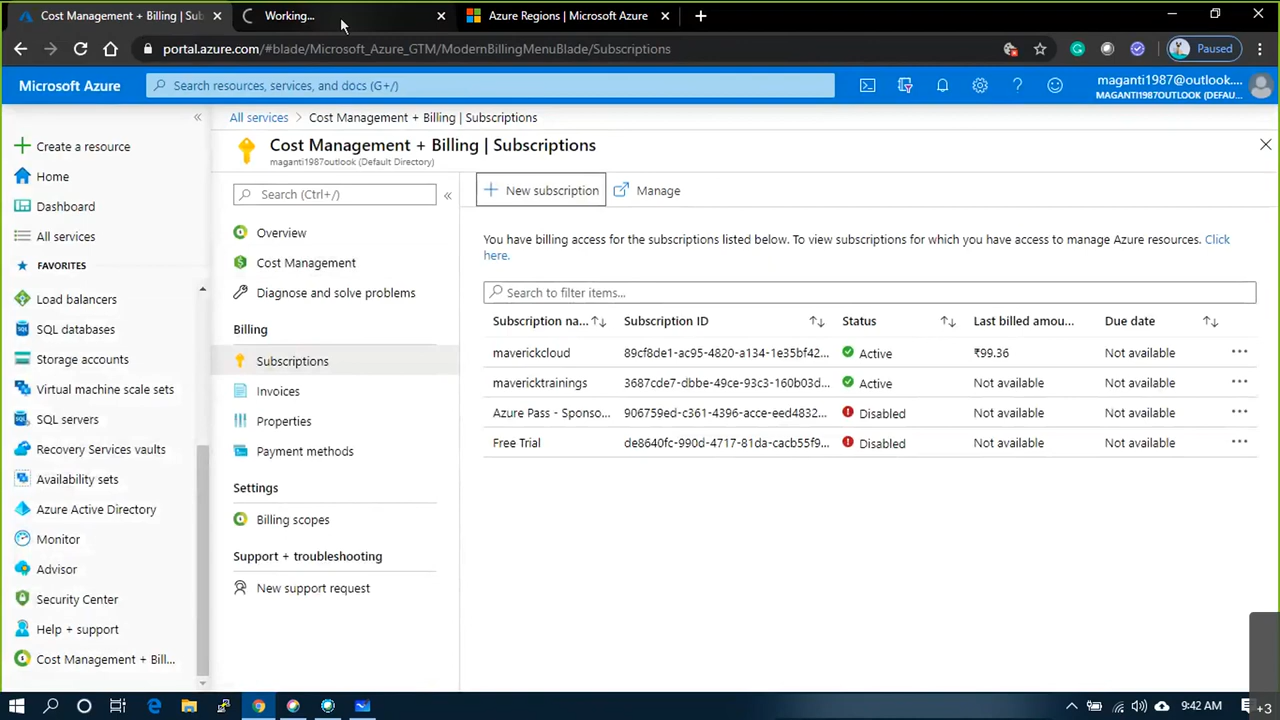 Cost Management + Billing | Sub
Working...
Azure Regions | Microsoft Azure
portal.azure.com/#blade/Microsoft_Azure_GTM/ModernBillingMenuBlade/Subscriptions
Paused
Microsoft Azure
Search resources, services, and docs (G+/)
maganti1987@outlook....
MAGANTI1987OUTLOOK (DEFAU...
Create a resource
Home
Dashboard
All services
FAVORITES
Load balancers
SQL databases
Storage accounts
Virtual machine scale sets
SQL servers
Recovery Services vaults
Availability sets
Azure Active Directory
Monitor
Advisor
Security Center
Help + support
Cost Management + Bill...
All services > Cost Management + Billing | Subscriptions
Cost Management + Billing | Subscriptions
maganti1987outlook (Default Directory)
Search (Ctrl+/)
Overview
Cost Management
Diagnose and solve problems
Billing
Subscriptions
Invoices
Properties
Payment methods
Settings
Billing scopes
Support + troubleshooting
New support request
New subscription
Manage
You have billing access for the subscriptions listed below. To view subscriptions for which you have access to manage Azure resources. Click
here.
Search to filter items...
Subscription na... Subscription ID Status Last billed amou... Due date
maverickcloud 89cf8de1-ac95-4820-a134-1e35bf42... Active ₹99.36 Not available
mavericktrainings 3687cde7-dbbe-49ce-93c3-160b03d... Active Not available Not available
Azure Pass - Sponso... 906759ed-c361-4396-acce-eed4832... Disabled Not available Not available
Free Trial de8640fc-990d-4717-81da-cacb55f9... Disabled Not available Not available
9:42 AM
+3